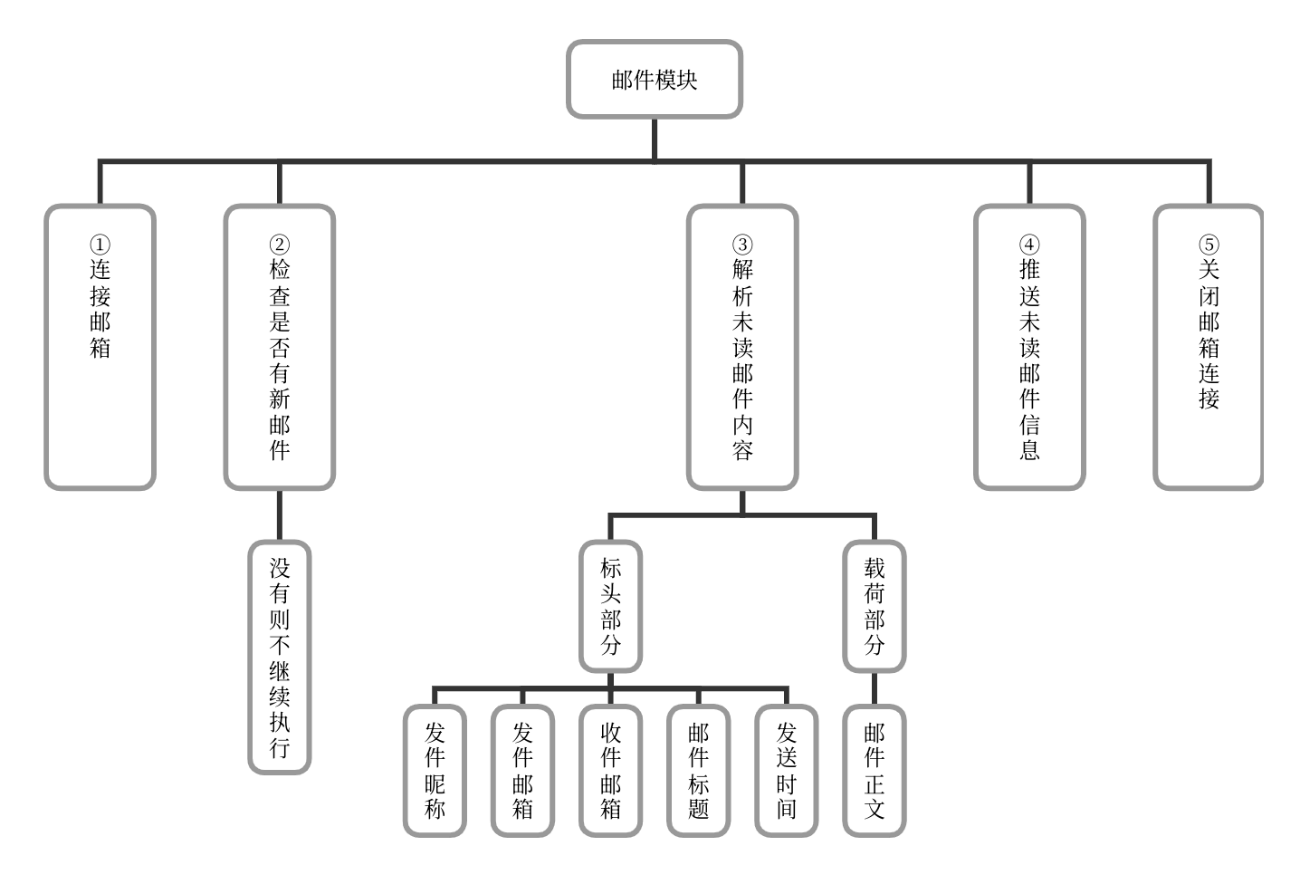 邮件模块
①连接邮箱
②检查是否有新邮件
③解析未读邮件内容
④推送未读邮件信息
⑤关闭邮箱连接
没有则不继续执行
标头部分
载荷部分
发件昵称
发件邮箱
收件邮箱
邮件标题
发送时间
邮件正文